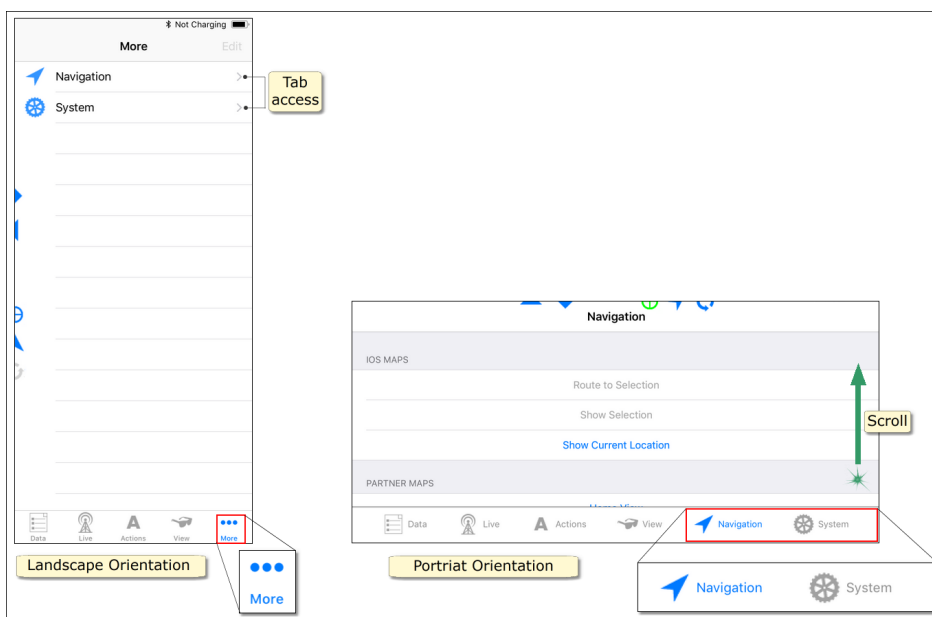 Not Charging
More
Edit
Navigation
System
Tab
access
Data
Live
Actions
View
More
Landscape Orientation
More
Navigation
IOS MAPS
Route to Selection
Show Selection
Show Current Location
Scroll
PARTNER MAPS
Home View
Data
Live
Actions
View
Navigation
System
Portriat Orientation
Navigation
System